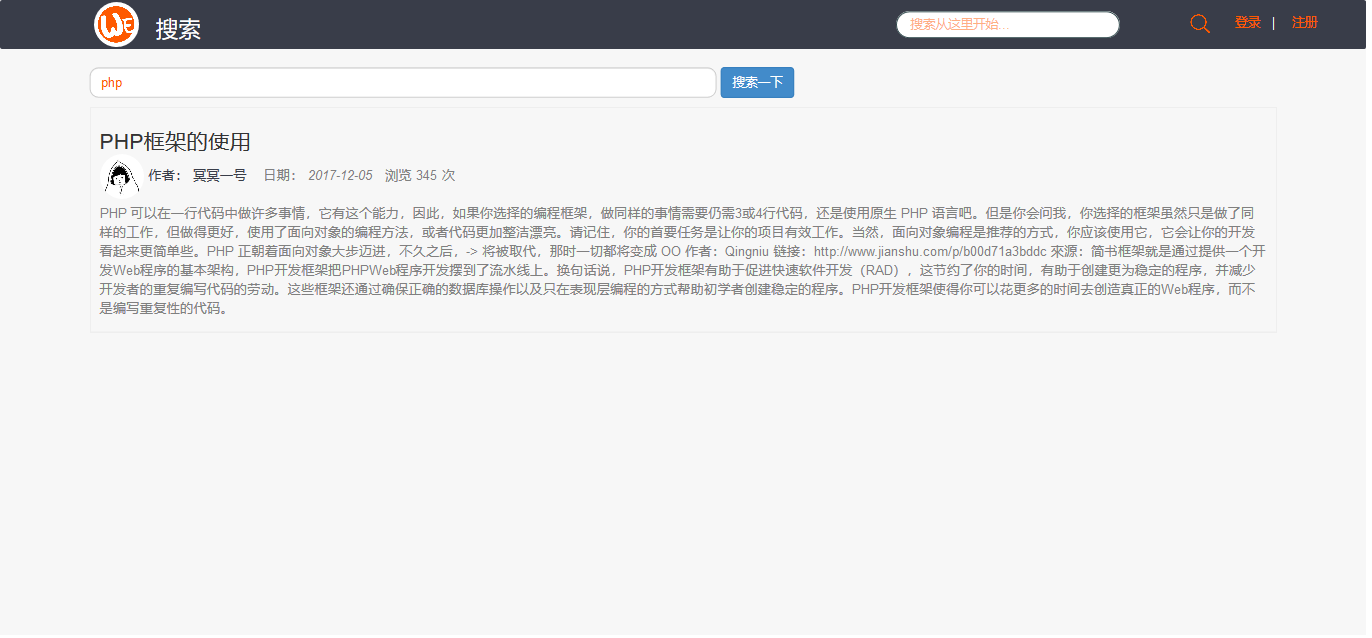 We
搜索
搜索从这里开始...
登录 | 注册
php
搜索一下
PHP框架的使用
作者： 冥冥一号 日期： 2017-12-05 浏览 345 次
PHP 可以在一行代码中做许多事情，它有这个能力，因此，如果你选择的编程框架，做同样的事情需要仍需3或4行代码，还是使用原生 PHP 语言吧。但是你会问我，你选择的框架虽然只是做了同
样的工作，但做得更好，使用了面向对象的编程方法，或者代码更加整洁漂亮。请记住，你的首要任务是让你的项目有效工作。当然，面向对象编程是推荐的方式，你应该使用它，它会让你的开发
看起来更简单些。PHP 正朝着面向对象大步迈进，不久之后，-> 将被取代，那时一切都将变成 OO 作者：Qingniu 链接：http://www.jianshu.com/p/b00d71a3bddc 來源：简书框架就是通过提供一个开
发Web程序的基本架构，PHP开发框架把PHPWeb程序开发摆到了流水线上。换句话说，PHP开发框架有助于促进快速软件开发（RAD），这节约了你的时间，有助于创建更为稳定的程序，并减少
开发者的重复编写代码的劳动。这些框架还通过确保正确的数据库操作以及只在表现层编程的方式帮助初学者创建稳定的程序。PHP开发框架使得你可以花更多的时间去创造真正的Web程序，而不
是编写重复性的代码。